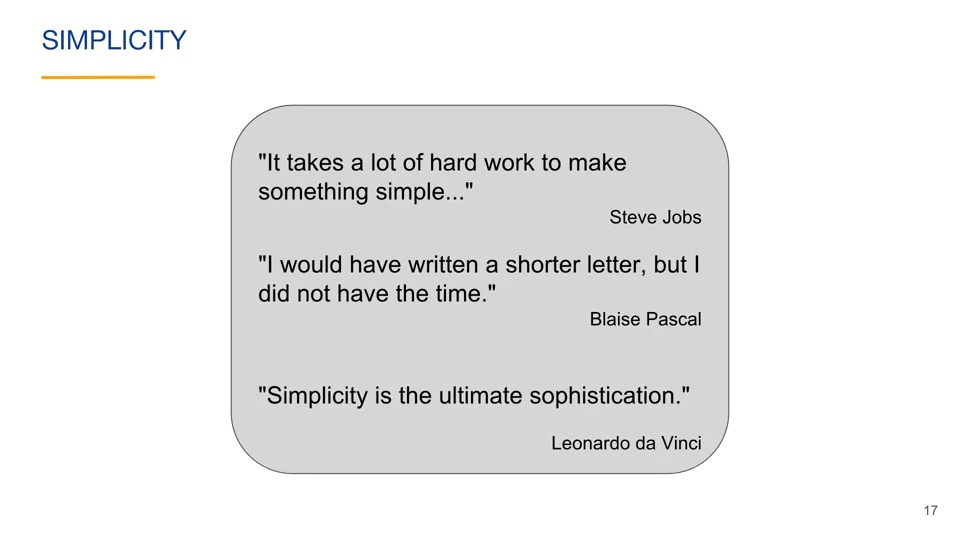 SIMPLICITY
"It takes a lot of hard work to make
something simple..."
Steve Jobs
"I would have written a shorter letter, but I
did not have the time."
Blaise Pascal
"Simplicity is the ultimate sophistication."
Leonardo da Vinci
17